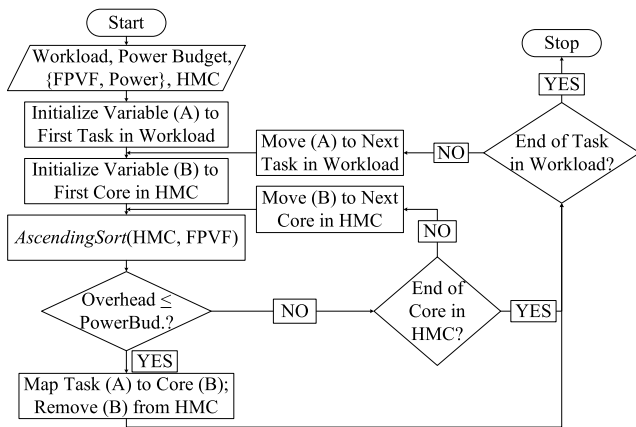 Start
Workload, Power Budget,
{FPVF, Power}, HMC
Initialize Variable (A) to
First Task in Workload
Initialize Variable (B) to
First Core in HMC
AscendingSort(HMC, FPVF)
Overhead ≤
PowerBud.?
YES
Map Task (A) to Core (B);
Remove (B) from HMC
NO
End of
Core in
HMC?
NO
YES
Move (B) to Next
Core in HMC
Move (A) to Next
Task in Workload
NO
End of Task
in Workload?
YES
Stop